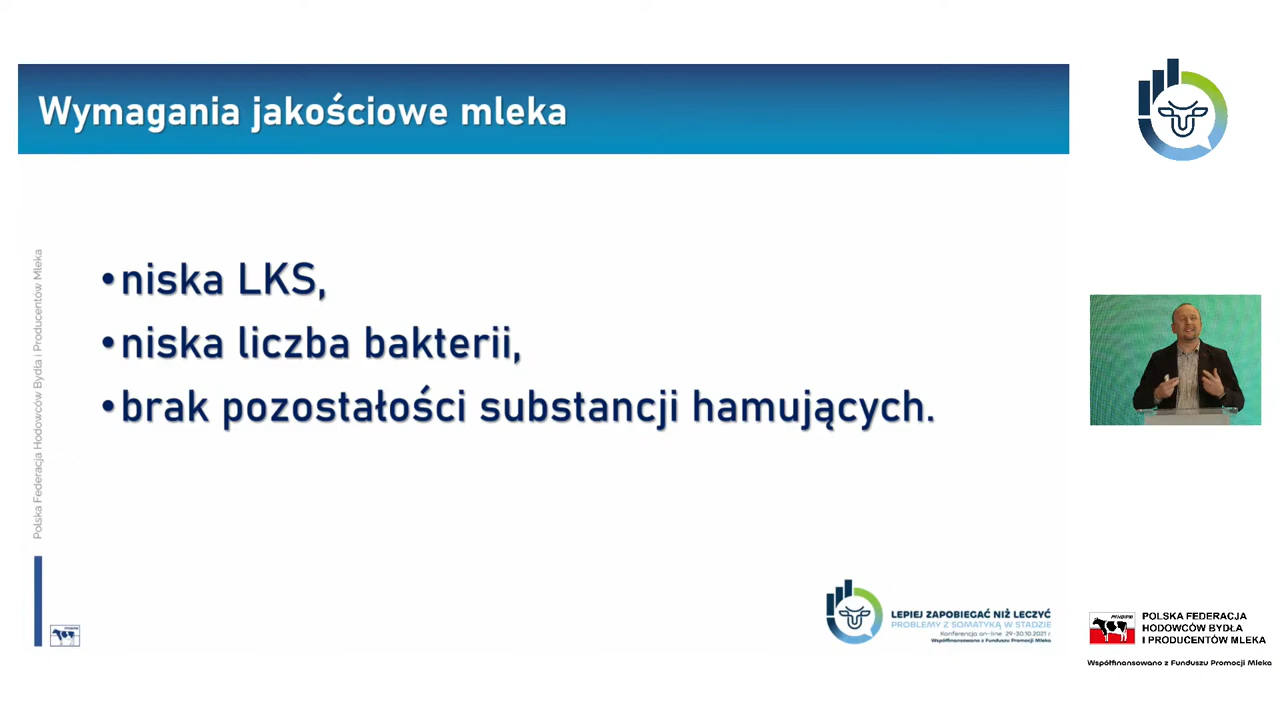 Wymagania jakościowe mleka
•niska LKS,
•niska liczba bakterii,
•brak pozostałości substancji hamujących.
Polska Federacja Hodowców Bydła i Producentów Mleka
LEPIEJ ZAPOBIEGAĆ NIŻ LECZYĆ
PROBLEMY Z SOMATYKĄ W STADZIE
Konferencja on-line 29-30.10.2021 r.
Współfinansowano z Funduszu Promocji Mleka
POLSKA FEDERACJA
HODOWCÓW BYDŁA
I PRODUCENTÓW MLEKA
Współfinansowano z Funduszu Promocji Mleka